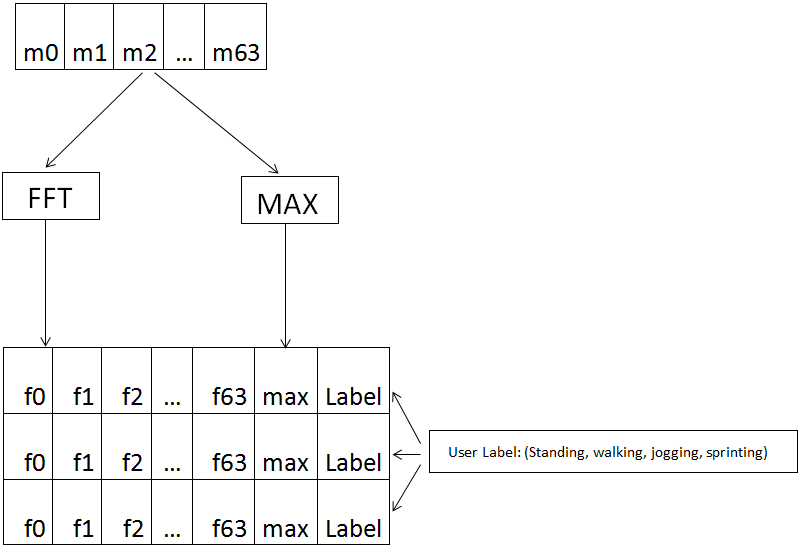 m0 m1 m2 ... m63
FFT
MAX
f0 f1 f2 ... f63 max Label
f0 f1 f2 ... f63 max Label
User Label: (Standing, walking, jogging, sprinting)
f0 f1 f2 ... f63 max Label